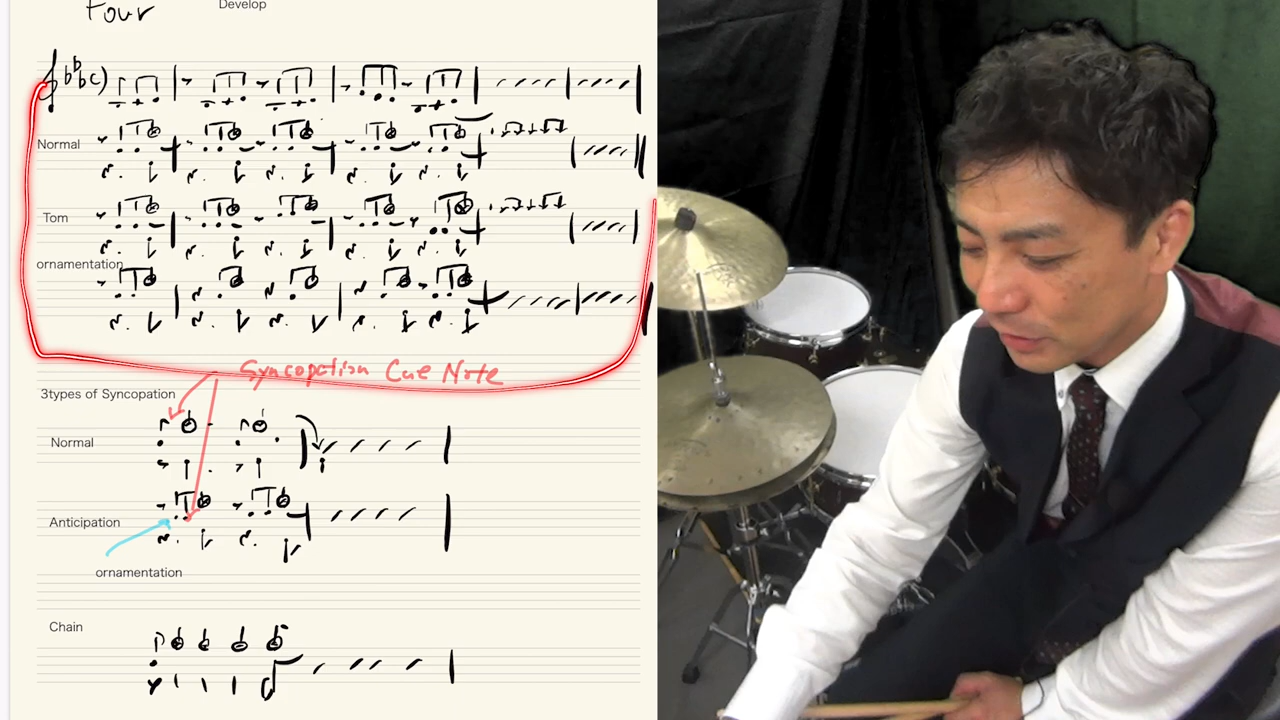 Four
Develop
Normal
Tom
ornamentation
Syncopation Cue Note
3types of Syncopation
Normal
Anticipation
ornamentation
Chain